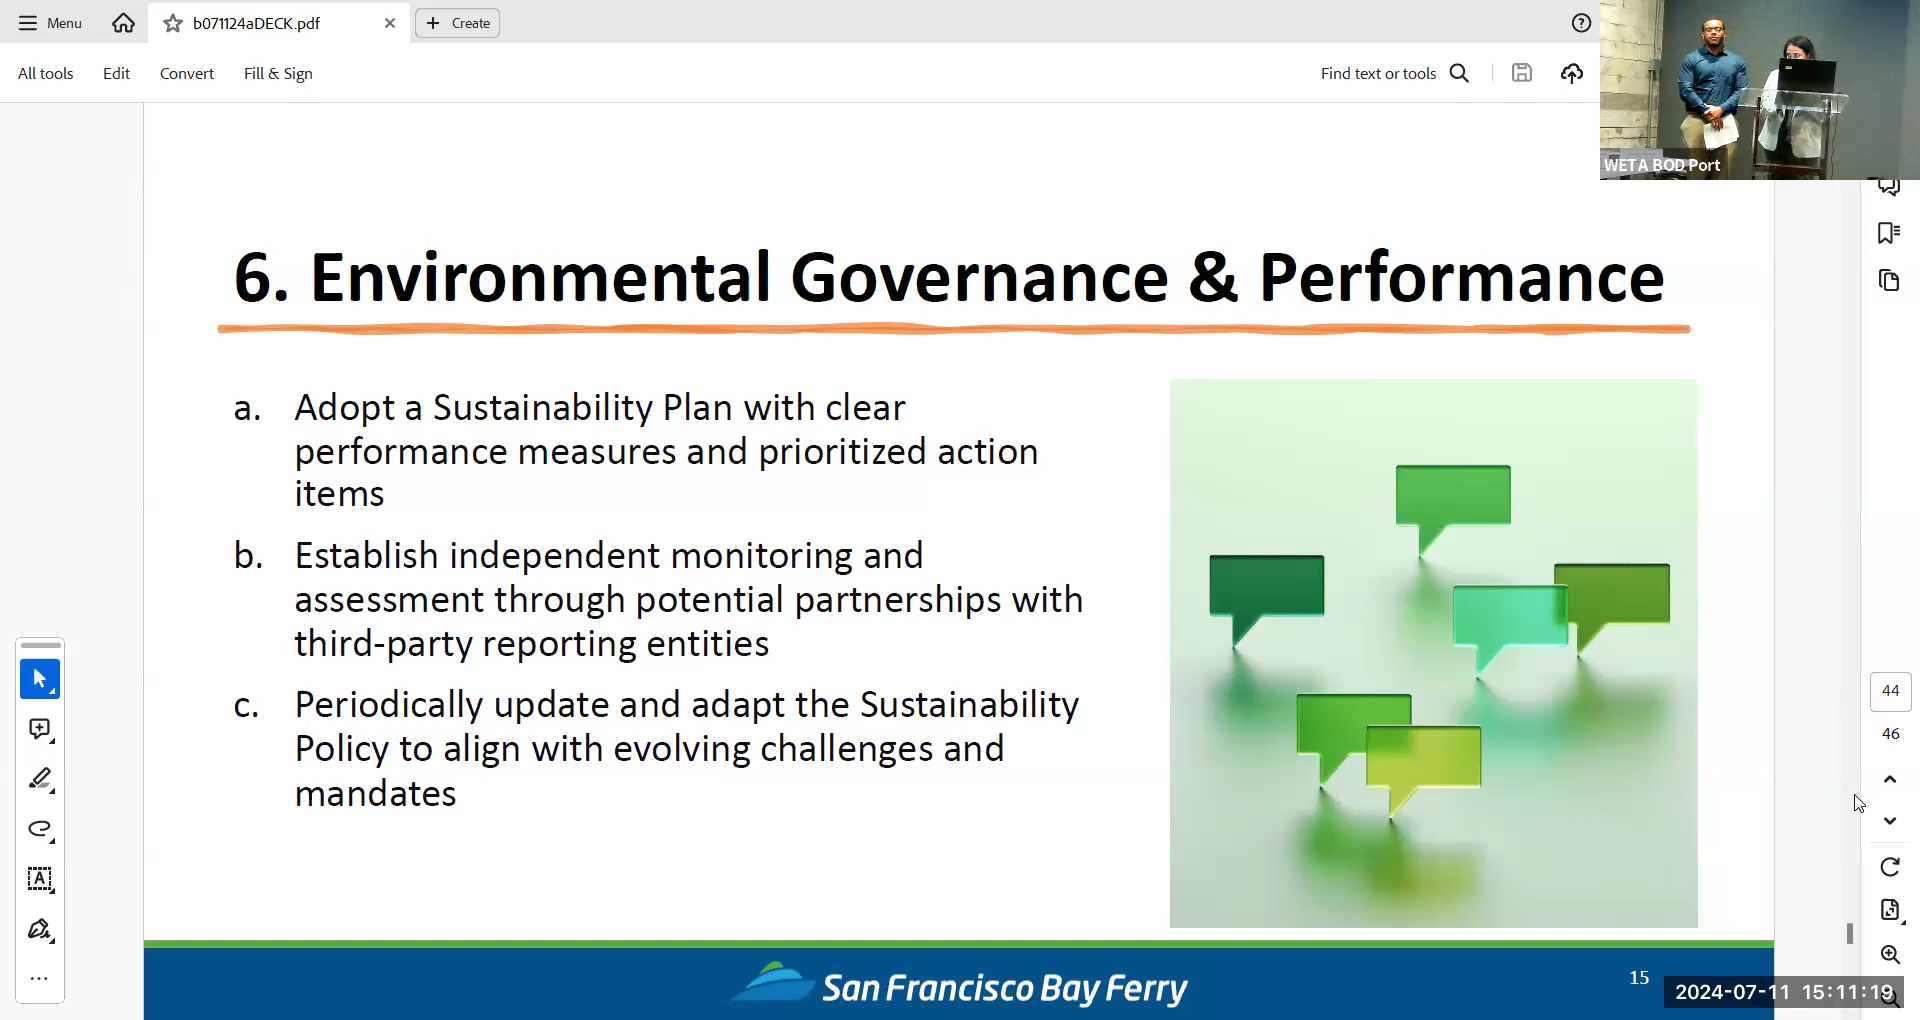 Menu
b071124aDECK.pdf
Create
All tools
Edit
Convert
Fill & Sign
Find text or tools
WETA BOD Port
6. Environmental Governance & Performance
a. Adopt a Sustainability Plan with clear
performance measures and prioritized action
items
b. Establish independent monitoring and
assessment through potential partnerships with
third-party reporting entities
c. Periodically update and adapt the Sustainability
Policy to align with evolving challenges and
mandates
44
46
San Francisco Bay Ferry
15
2024-07-11 15:11:19